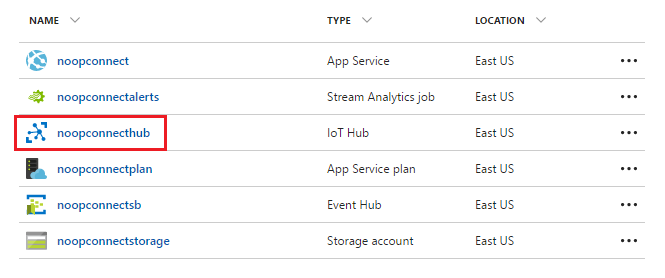 NAME TYPE LOCATION
noopconnect App Service East US
noopconnectalerts Stream Analytics job East US
noopconnecthub IoT Hub East US
noopconnectplan App Service plan East US
noopconnectsb Event Hub East US
noopconnectstorage Storage account East US